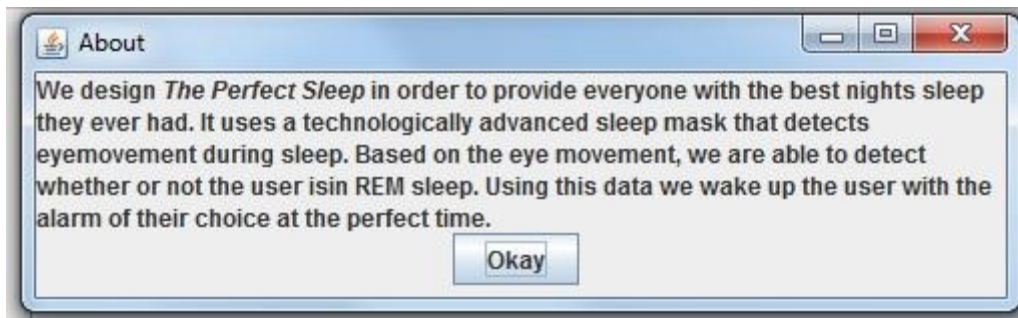 About
We design The Perfect Sleep in order to provide everyone with the best nights sleep
they ever had. It uses a technologically advanced sleep mask that detects
eyemovement during sleep. Based on the eye movement, we are able to detect
whether or not the user isin REM sleep. Using this data we wake up the user with the
alarm of their choice at the perfect time.
Okay